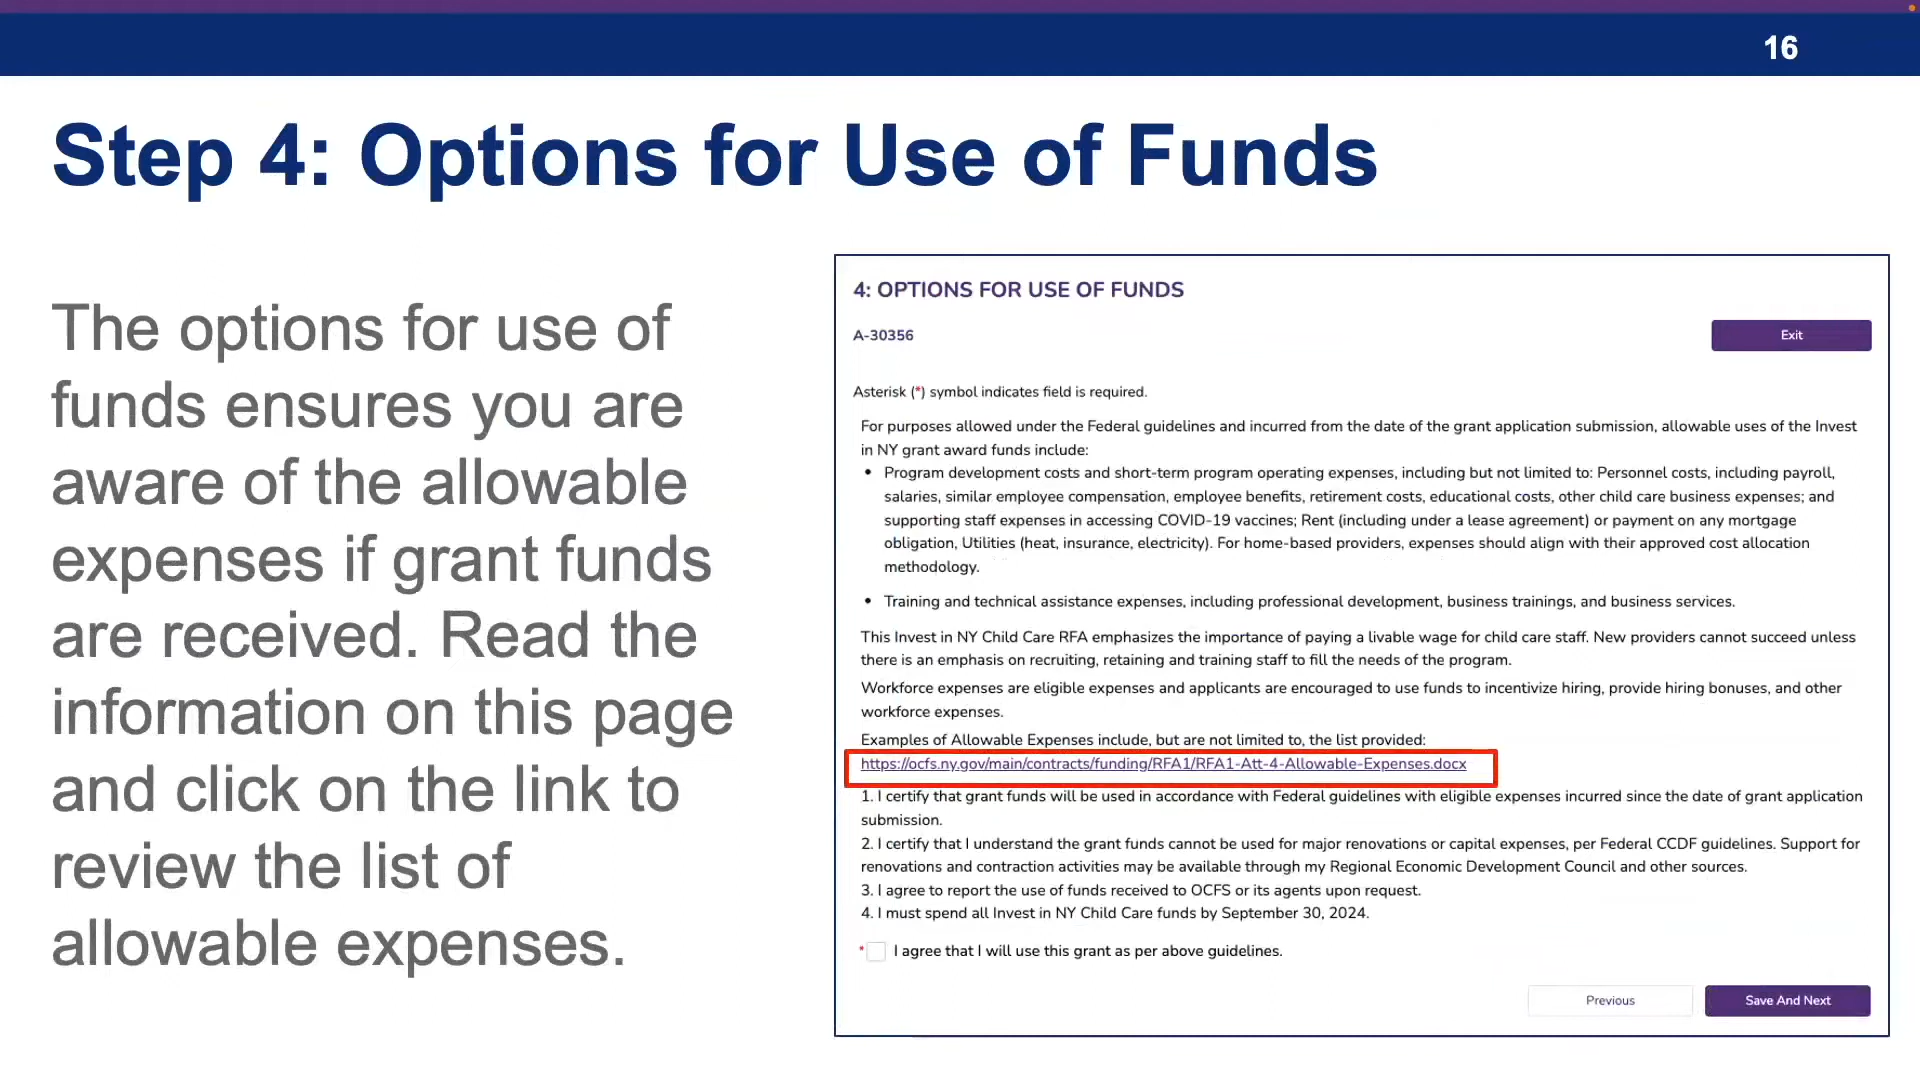 16
Step 4: Options for Use of Funds
The options for use of
funds ensures you are
aware of the allowable
expenses if grant funds
are received. Read the
information on this page
and click on the link to
review the list of
allowable expenses.
4: OPTIONS FOR USE OF FUNDS
A-30356
Exit
Asterisk (*) symbol indicates field is required.
For purposes allowed under the Federal guidelines and incurred from the date of the grant application submission, allowable uses of the Invest
in NY grant award funds include:
• Program development costs and short-term program operating expenses, including but not limited to: Personnel costs, including payroll,
salaries, similar employee compensation, employee benefits, retirement costs, educational costs, other child care business expenses; and
supporting staff expenses in accessing COVID-19 vaccines; Rent (including under a lease agreement) or payment on any mortgage
obligation, Utilities (heat, insurance, electricity). For home-based providers, expenses should align with their approved cost allocation
methodology.
• Training and technical assistance expenses, including professional development, business trainings, and business services.
This Invest in NY Child Care RFA emphasizes the importance of paying a livable wage for child care staff. New providers cannot succeed unless
there is an emphasis on recruiting, retaining and training staff to fill the needs of the program.
Workforce expenses are eligible expenses and applicants are encouraged to use funds to incentivize hiring, provide hiring bonuses, and other
workforce expenses.
Examples of Allowable Expenses include, but are not limited to, the list provided:
https://ocfs.ny.gov/main/contracts/funding/RFA1/RFA1-Att-4-Allowable-Expenses.docx
1. I certify that grant funds will be used in accordance with Federal guidelines with eligible expenses incurred since the date of grant application
submission.
2. I certify that I understand the grant funds cannot be used for major renovations or capital expenses, per Federal CCDF guidelines. Support for
renovations and contraction activities may be available through my Regional Economic Development Council and other sources.
3. I agree to report the use of funds received to OCFS or its agents upon request.
4. I must spend all Invest in NY Child Care funds by September 30, 2024.
* I agree that I will use this grant as per above guidelines.
Previous
Save And Next